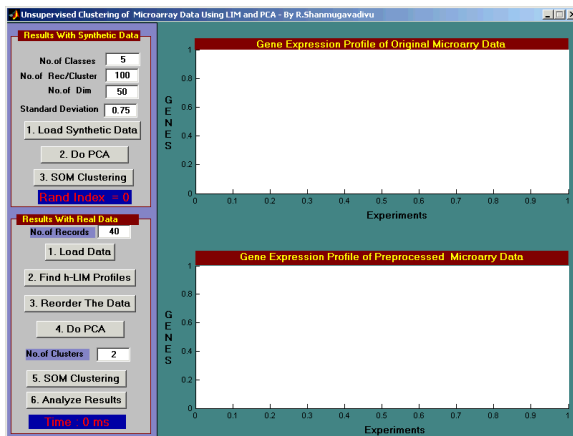 Unsupervised Clustering of Microarray Data Using LIM and PCA - By R.Shanmugavadivu
Results With Synthetic Data
No.of Classes 5
No.of Rec/Cluster 100
No.of Dim 50
Standard Deviation 0.75
1. Load Synthetic Data
2. Do PCA
3. SOM Clustering
Rand Index = 0
Results With Real Data
No.of Records 40
1. Load Data
2. Find h-LIM Profiles
3. Reorder The Data
4. Do PCA
No.of Clusters 2
5. SOM Clustering
6. Analyze Results
Time : 0 ms
Gene Expression Profile of Original Microarry Data
GENES
1
0.8
0.6
0.4
0.2
0
0 0.1 0.2 0.3 0.4 0.5 0.6 0.7 0.8 0.9 1
Experiments
Gene Expression Profile of Preprocessed Microarry Data
GENES
1
0.8
0.6
0.4
0.2
0
0 0.1 0.2 0.3 0.4 0.5 0.6 0.7 0.8 0.9 1
Experiments